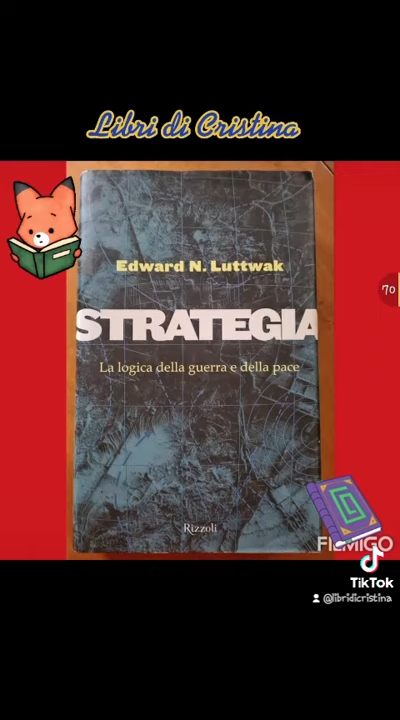 Libri di Cristina
Edward N. Luttwak
70
STRATEGIA
La logica della guerra e della pace
Rizzoli
FILMIGO
TikTok
@libridicristina